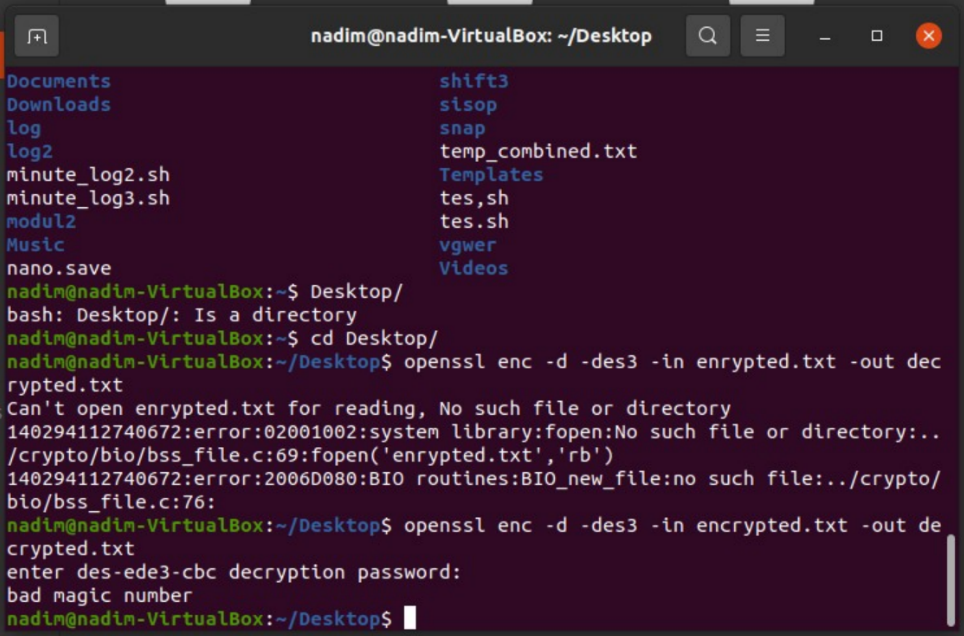 nadim@nadim-VirtualBox: ~/Desktop
Documents shift3
Downloads sisop
log snap
log2 temp_combined.txt
minute_log2.sh Templates
minute_log3.sh tes,sh
modul2 tes.sh
Music vgwer
nano.save Videos
nadim@nadim-VirtualBox:~$ Desktop/
bash: Desktop/: Is a directory
nadim@nadim-VirtualBox:~$ cd Desktop/
nadim@nadim-VirtualBox:~/Desktop$ openssl enc -d -des3 -in enrypted.txt -out dec
rypted.txt
Can't open enrypted.txt for reading, No such file or directory
140294112740672:error:02001002:system library:fopen:No such file or directory:..
/crypto/bio/bss_file.c:69:fopen('enrypted.txt','rb')
140294112740672:error:2006D080:BIO routines:BIO_new_file:no such file:../crypto/
bio/bss_file.c:76:
nadim@nadim-VirtualBox:~/Desktop$ openssl enc -d -des3 -in encrypted.txt -out de
crypted.txt
enter des-ede3-cbc decryption password:
bad magic number
nadim@nadim-VirtualBox:~/Desktop$